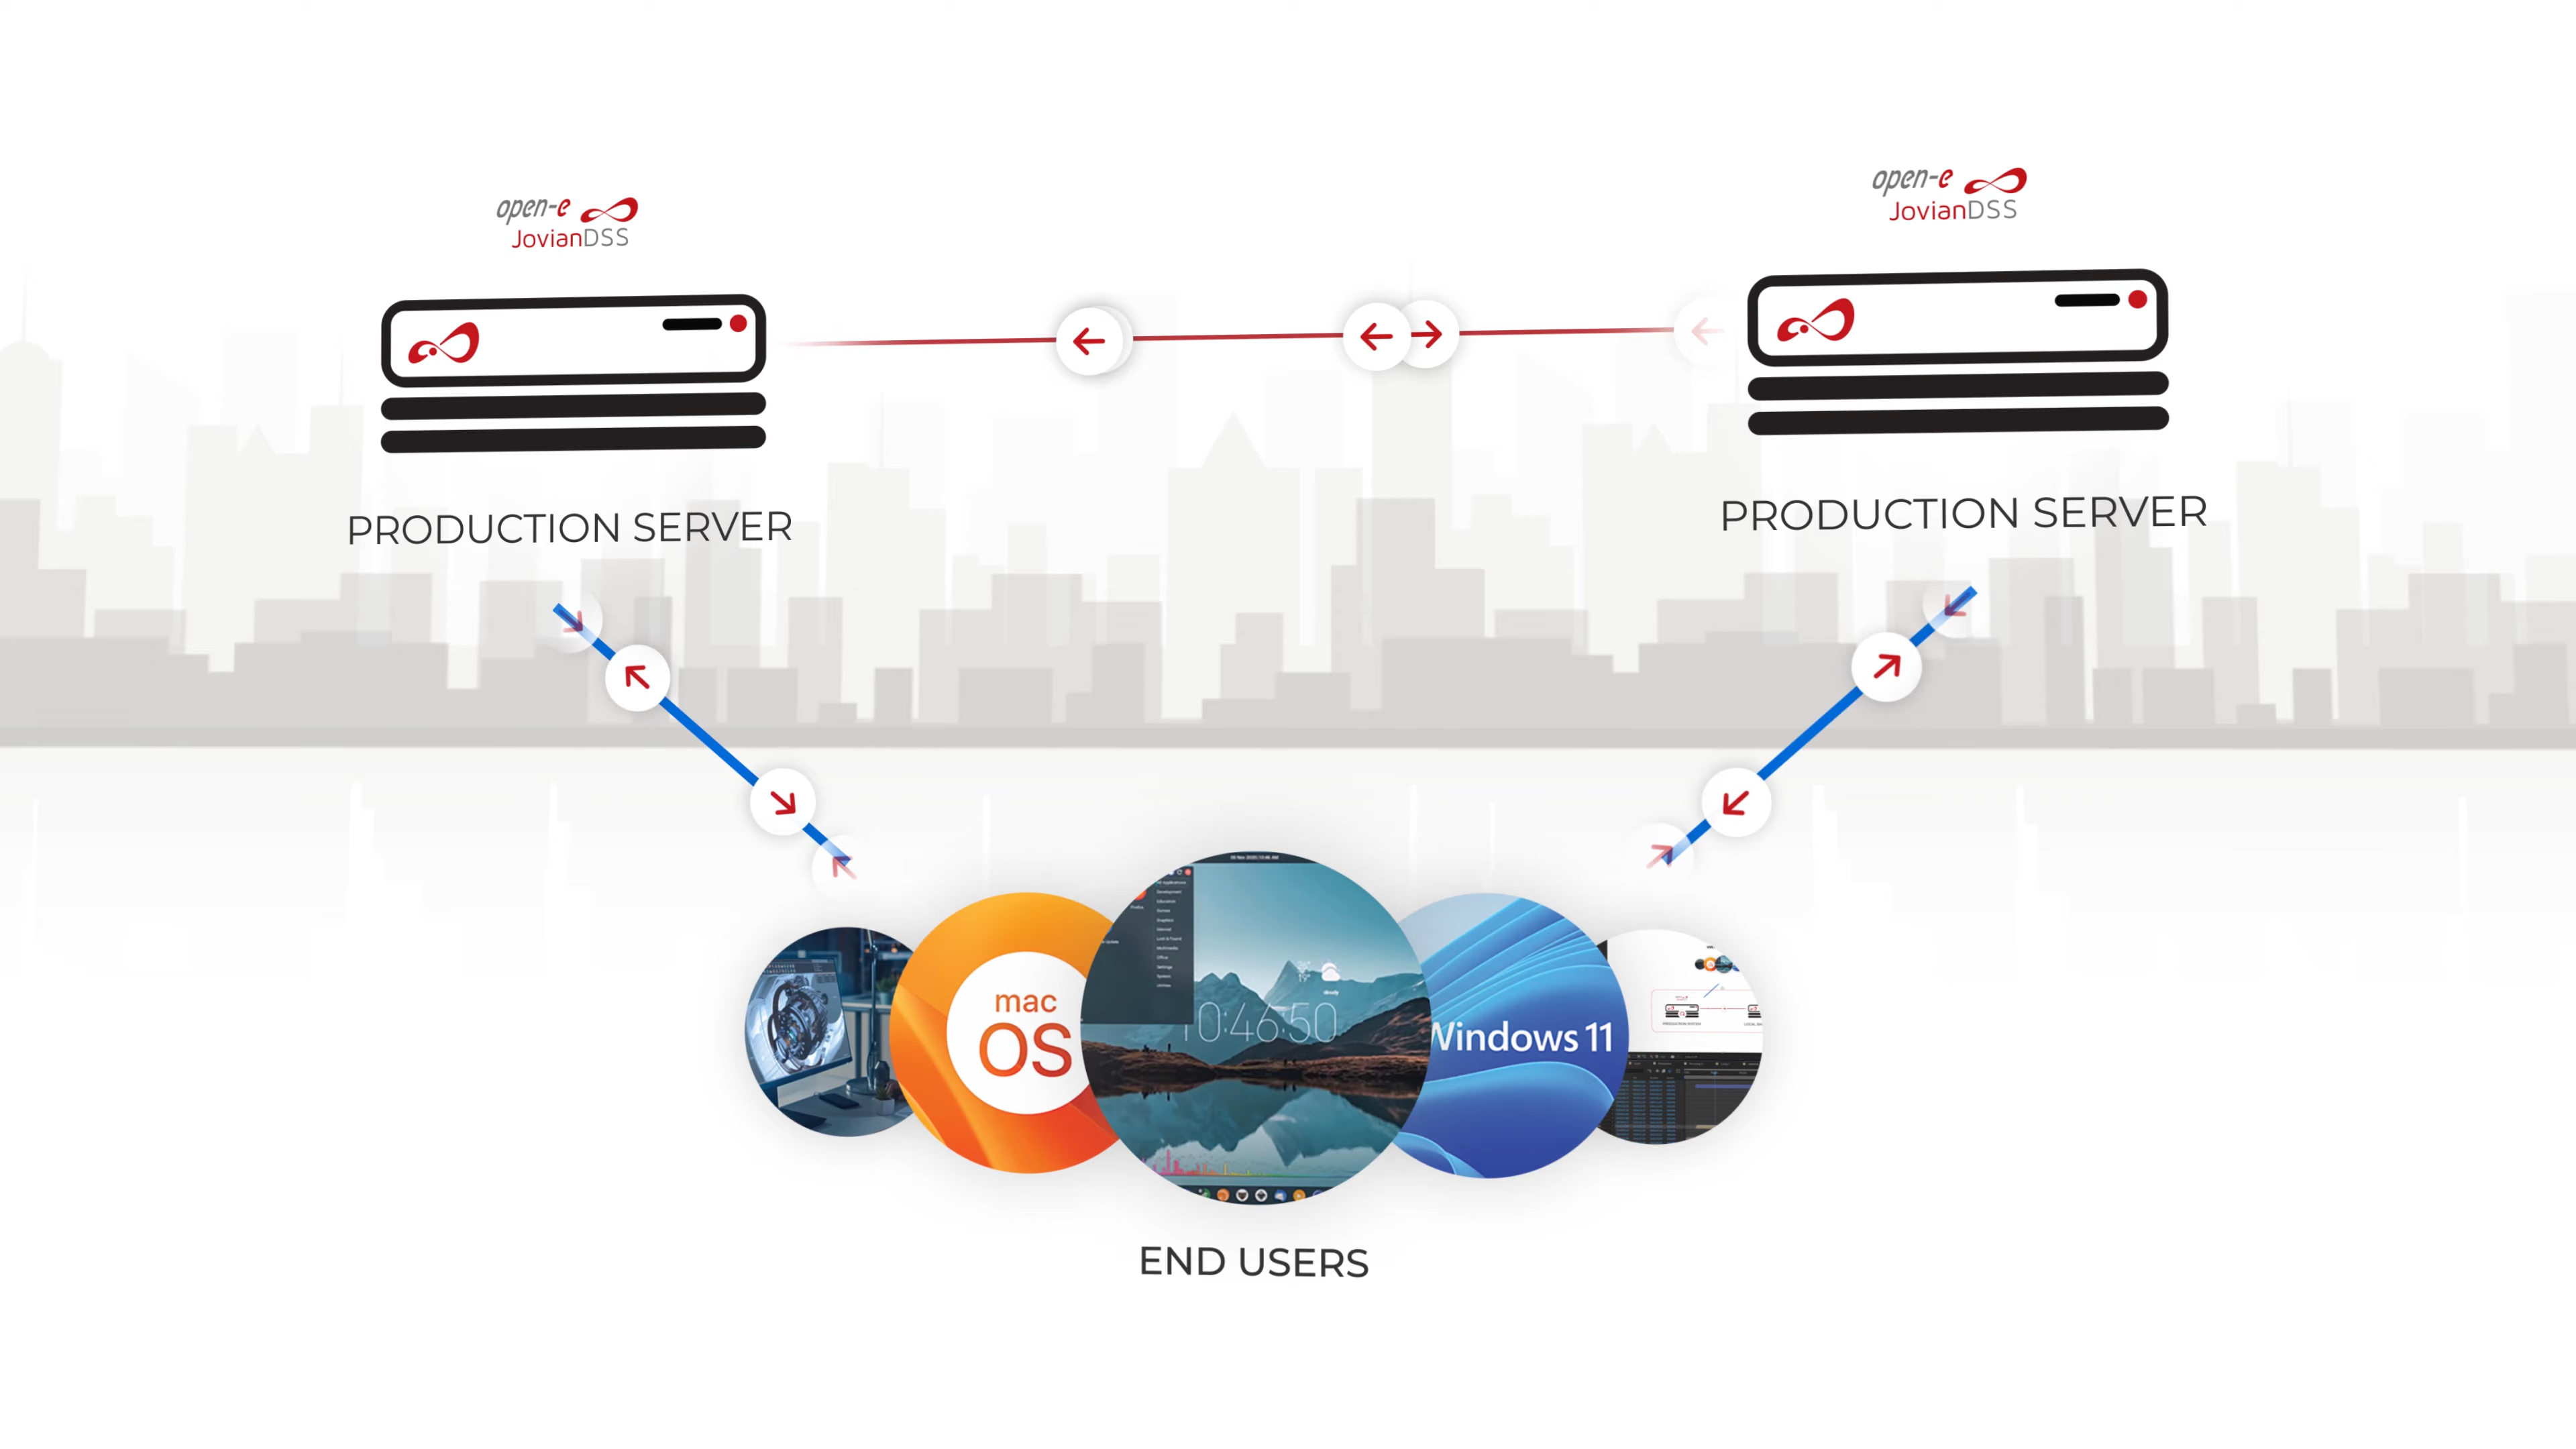 open-e
JovianDSS
open-e
JovianDSS
PRODUCTION SERVER
PRODUCTION SERVER
mac
OS
10:46:50
Windows 11
END USERS